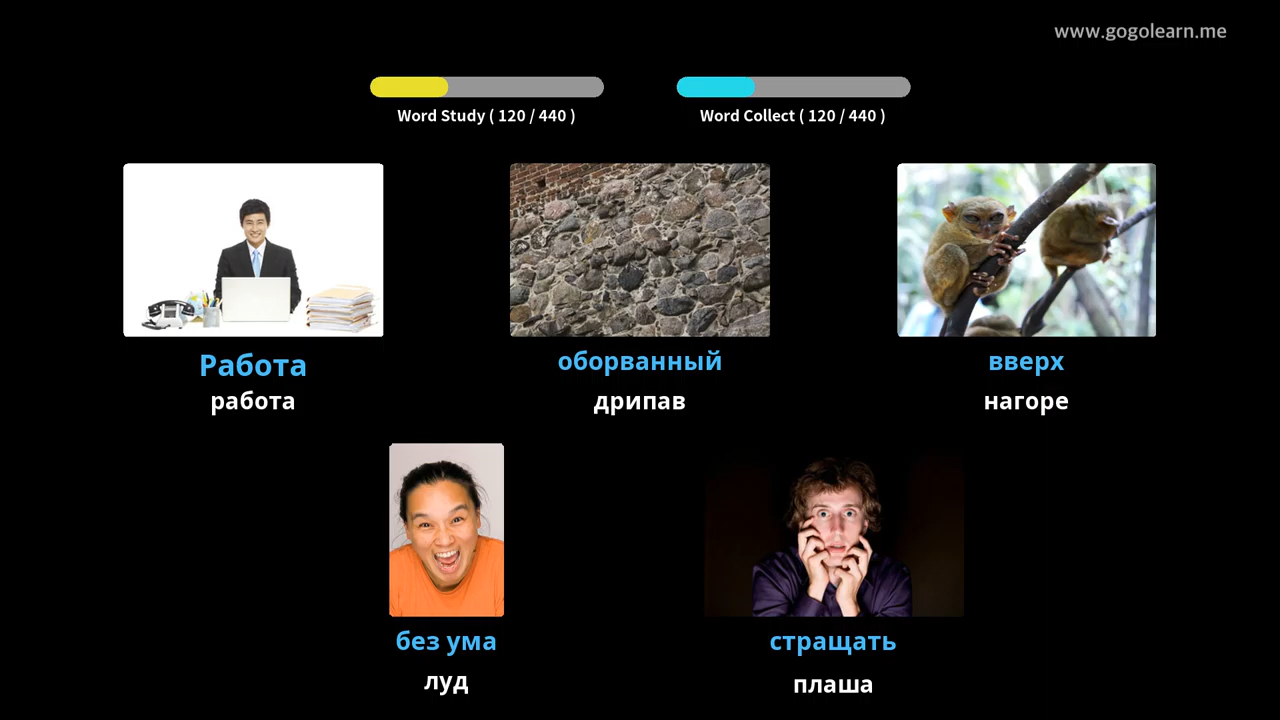 www.gogolearn.me
Word Study ( 120 / 440 )
Word Collect ( 120 / 440 )
Работа
работа
оборванный
дрипав
вверх
нагоре
без ума
луд
стращать
плаша